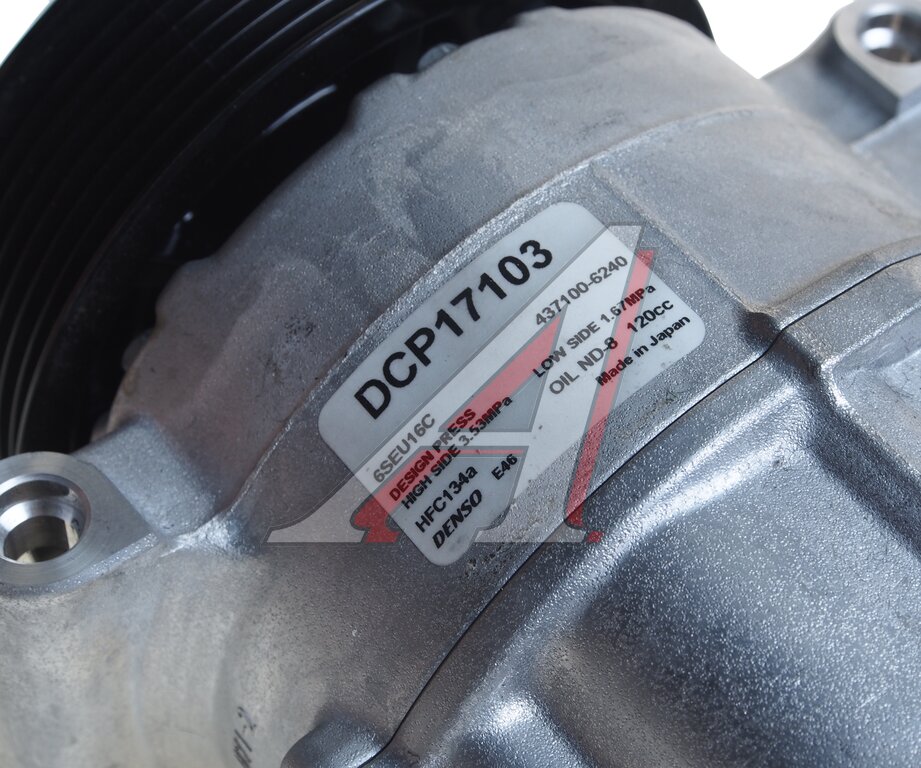 DCP17103
6SEU16C 437100-6240
DESIGN PRESS
HIGH SIDE 3.53MPa LOW SIDE 1.67MPa
HFC134a E46 OIL ND-8 120cc
DENSO Made in Japan